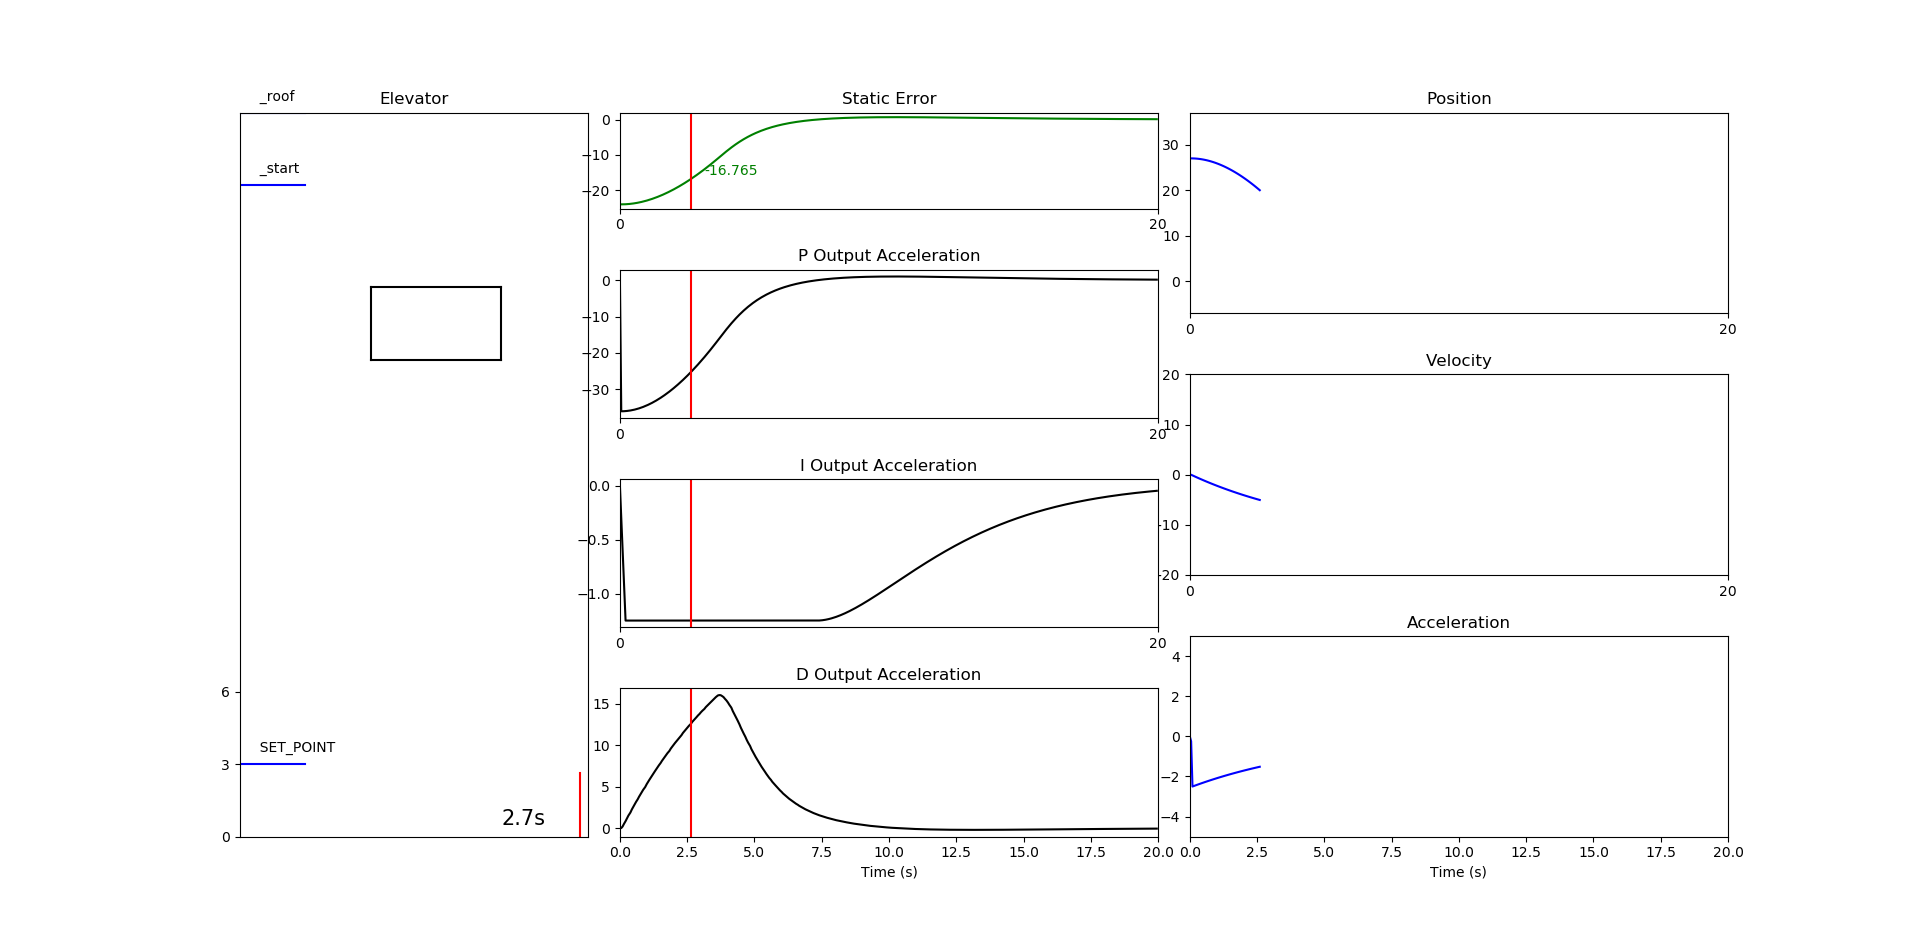 _roof
Elevator
_start
6
SET_POINT
3
2.7s
0
Static Error
0
−10
−20
-16.765
0
20
P Output Acceleration
0
−10
−20
−30
0
20
I Output Acceleration
0.0
−0.5
−1.0
0
20
D Output Acceleration
15
10
5
0
0.0 2.5 5.0 7.5 10.0 12.5 15.0 17.5 20.0
Time (s)
Position
30
20
10
0
0
20
Velocity
20
10
0
-10
-20
0
20
Acceleration
4
2
0
−2
−4
0.0 2.5 5.0 7.5 10.0 12.5 15.0 17.5 20.0
Time (s)